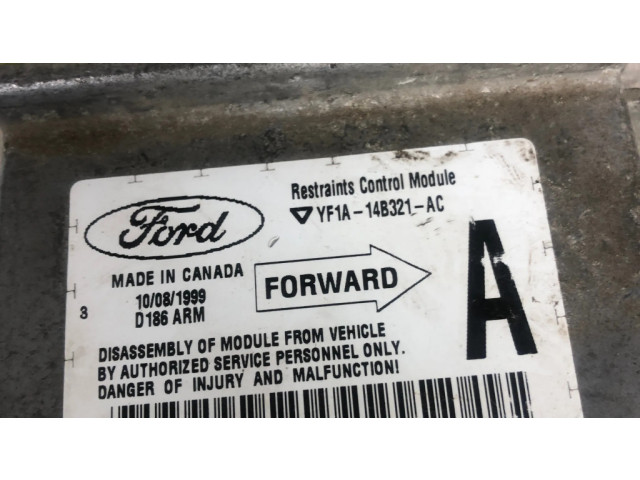 Restraints Control Module
YF1A-14B321-AC
Ford
MADE IN CANADA
10/08/1999
D186 ARM
3
FORWARD
A
DISASSEMBLY OF MODULE FROM VEHICLE
BY AUTHORIZED SERVICE PERSONNEL ONLY.
DANGER OF INJURY AND MALFUNCTION!